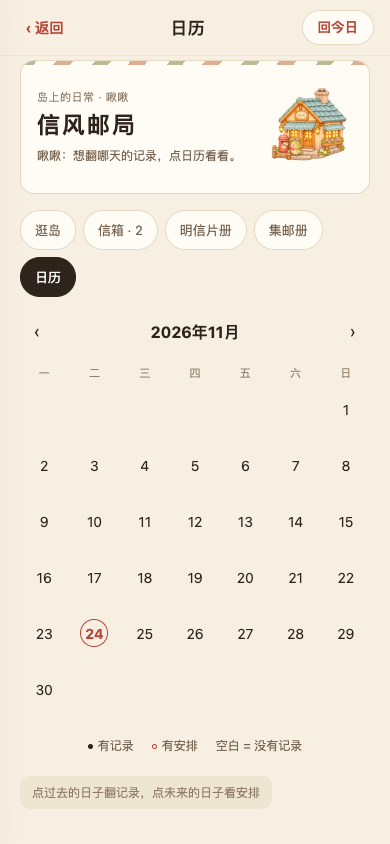 ‹ 返回
日历
回今日
岛上的日常 · 啾啾
信风邮局
啾啾：想翻哪天的记录，点日历看看。
逛岛
信箱 · 2
明信片册
集邮册
日历
‹ 2026年11月 ›
一 二 三 四 五 六 日
1
2 3 4 5 6 7 8
9 10 11 12 13 14 15
16 17 18 19 20 21 22
23 24 25 26 27 28 29
30
有记录 有安排 空白 = 没有记录
点过去的日子翻记录，点未来的日子看安排